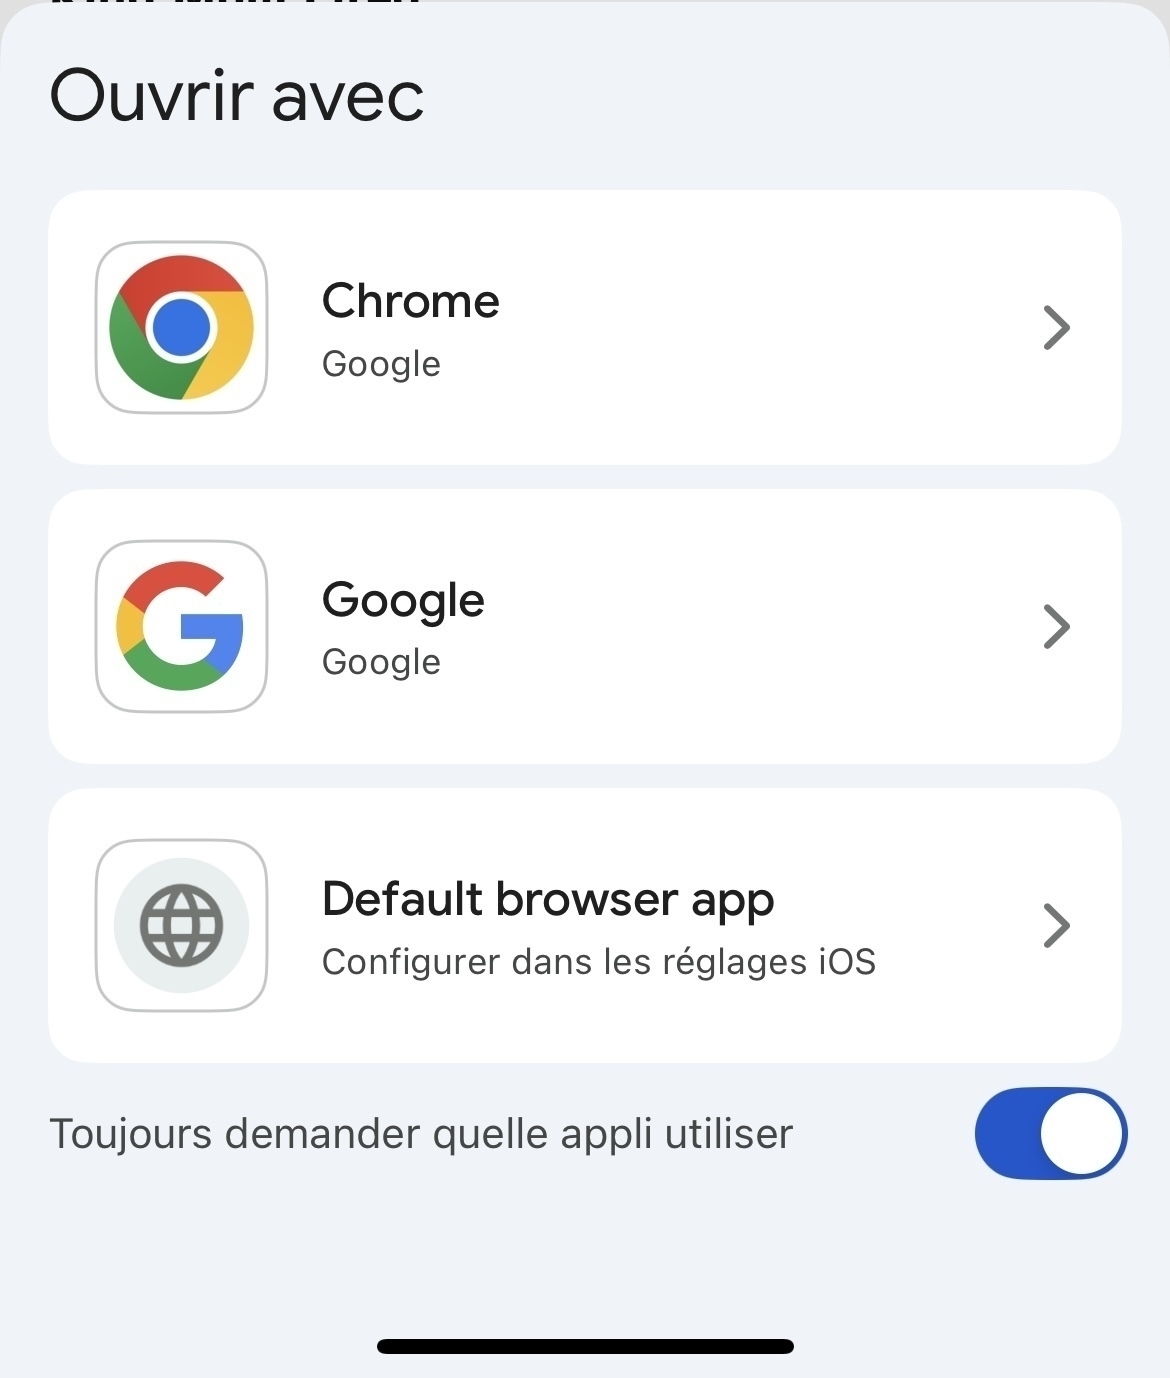 Ouvrir avec
Chrome
Google
Google
Google
Default browser app
Configurer dans les réglages iOS
Toujours demander quelle appli utiliser